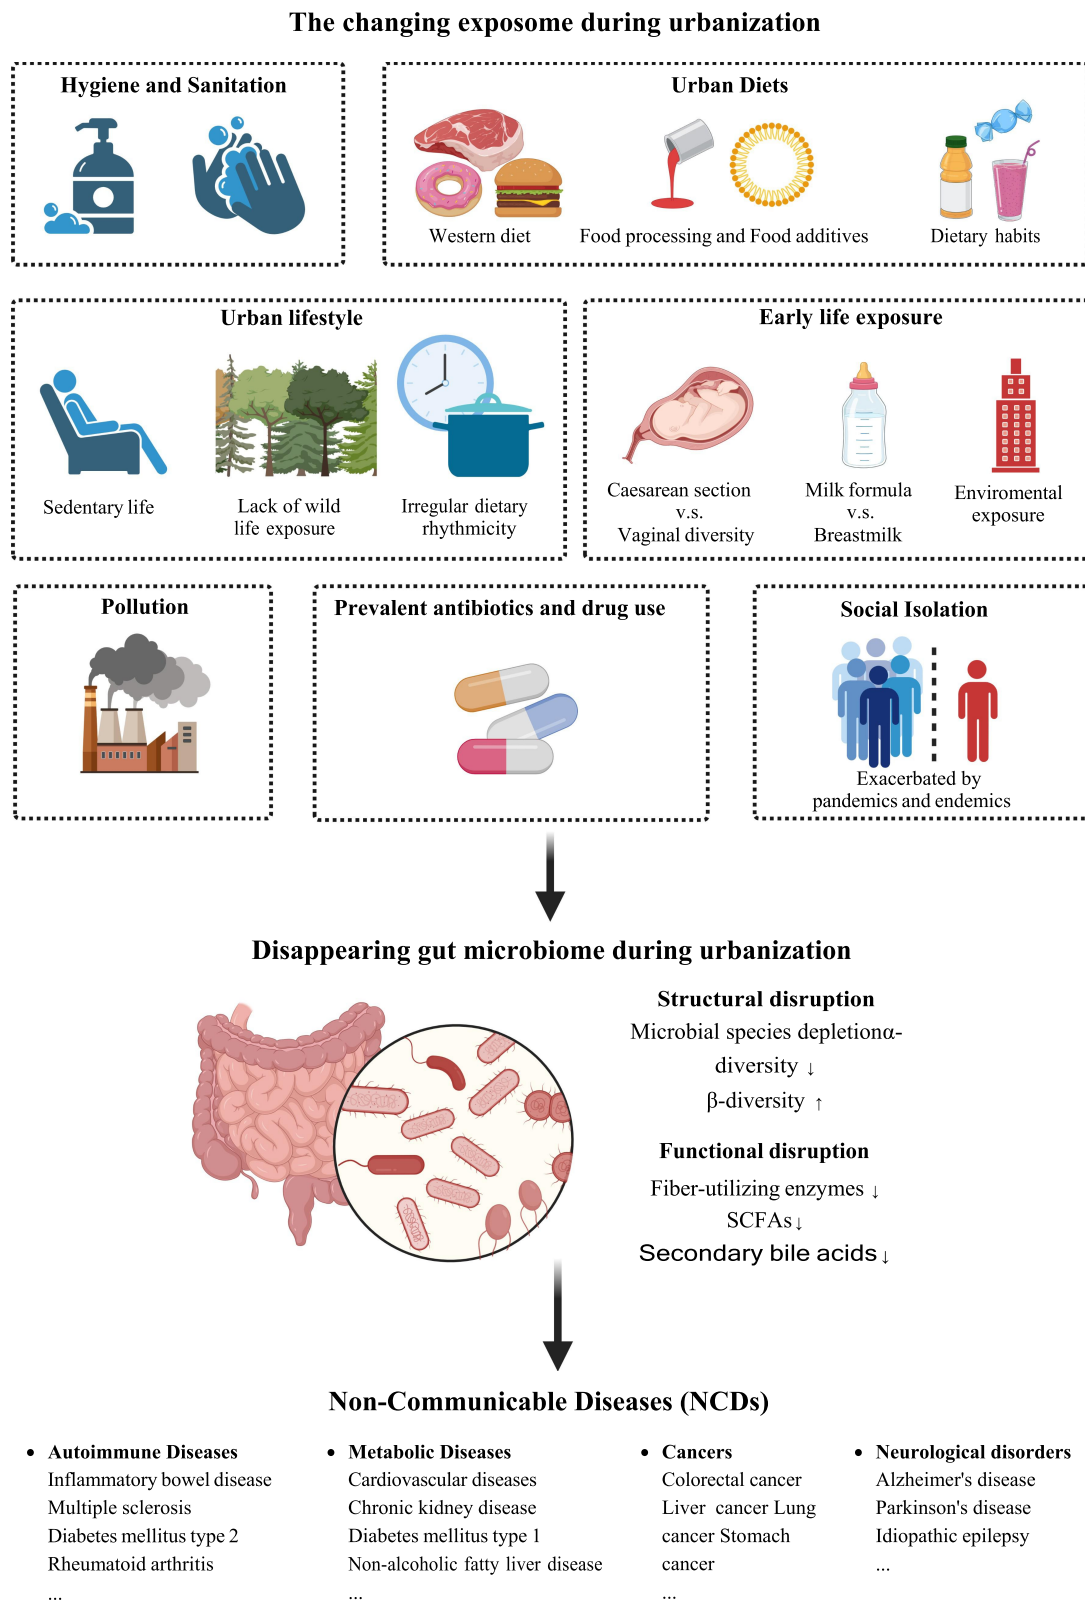 The changing exposome during urbanization
Hygiene and Sanitation
Urban Diets
Western diet
Food processing and Food additives
Dietary habits
Urban lifestyle
Sedentary life
Lack of wild
life exposure
Irregular dietary
rhythmicity
Early life exposure
Caesarean section
v.s.
Vaginal diversity
Milk formula
v.s.
Breastmilk
Enviromental
exposure
Pollution
Prevalent antibiotics and drug use
Social Isolation
Exacerbated by
pandemics and endemics
Disappearing gut microbiome during urbanization
Structural disruption
Microbial species depletionα-
diversity ↓
β-diversity ↑
Functional disruption
Fiber-utilizing enzymes ↓
SCFAs↓
Secondary bile acids↓
Non-Communicable Diseases (NCDs)
• Autoimmune Diseases
Inflammatory bowel disease
Multiple sclerosis
Diabetes mellitus type 2
Rheumatoid arthritis
...
• Metabolic Diseases
Cardiovascular diseases
Chronic kidney disease
Diabetes mellitus type 1
Non-alcoholic fatty liver disease
...
• Cancers
Colorectal cancer
Liver cancer Lung
cancer Stomach
cancer
...
• Neurological disorders
Alzheimer's disease
Parkinson's disease
Idiopathic epilepsy
...